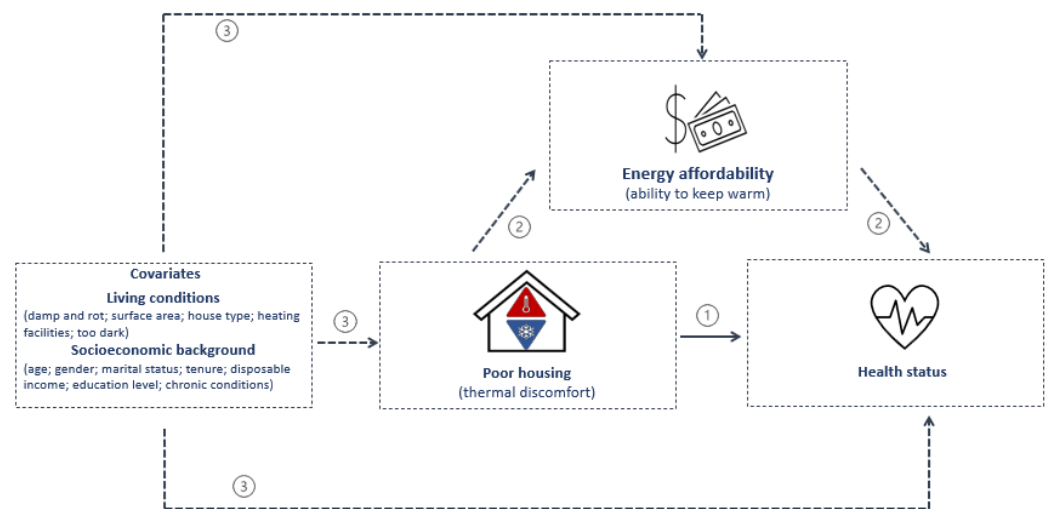 3
Energy affordability
(ability to keep warm)
2
2
Covariates
Living conditions
(damp and rot; surface area; house type; heating
facilities; too dark)
Socioeconomic background
(age; gender; marital status; tenure; disposable
income; education level; chronic conditions)
3
Poor housing
(thermal discomfort)
1
Health status
3